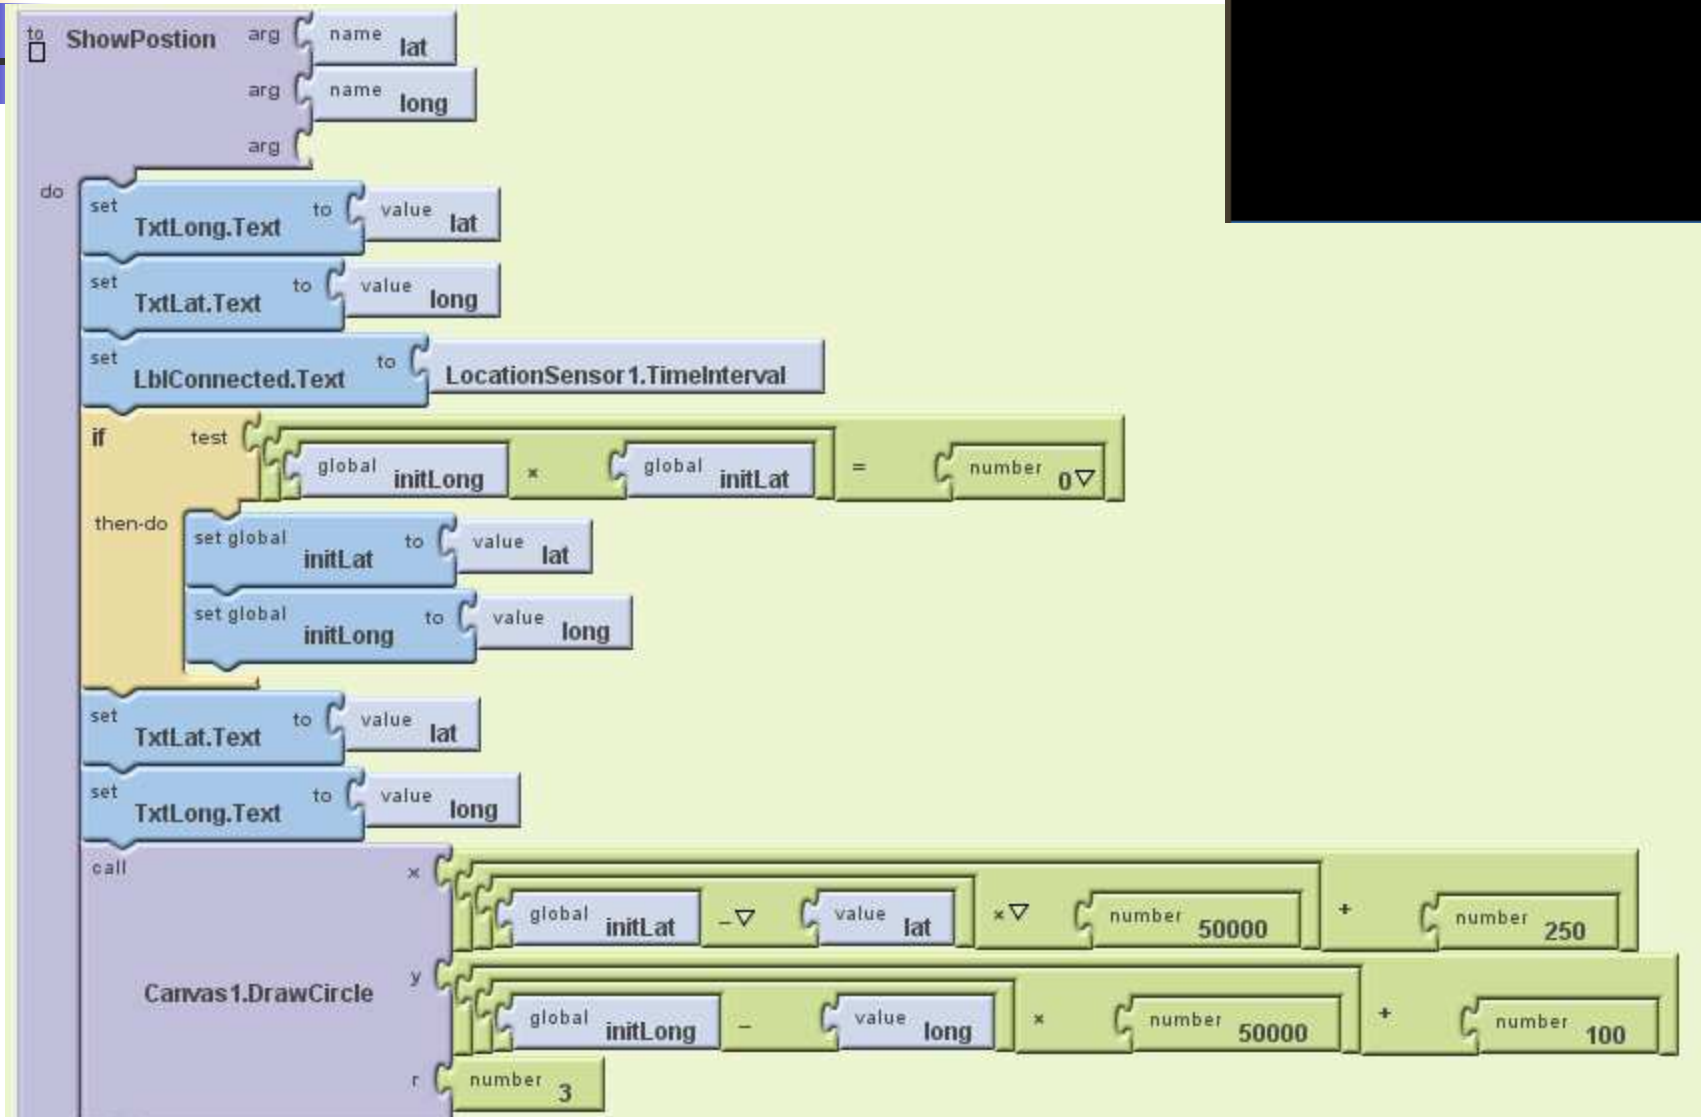 to ShowPostion arg name lat
arg name long
arg
do
set TxtLong.Text to value lat
set TxtLat.Text to value long
set LblConnected.Text to LocationSensor1.TimeInterval
if test global initLong × global initLat = number 0
then-do set global initLat to value lat
set global initLong to value long
set TxtLat.Text to value lat
set TxtLong.Text to value long
call Canvas1.DrawCircle
x global initLat - value lat × number 50000 + number 250
y global initLong - value long × number 50000 + number 100
r number 3